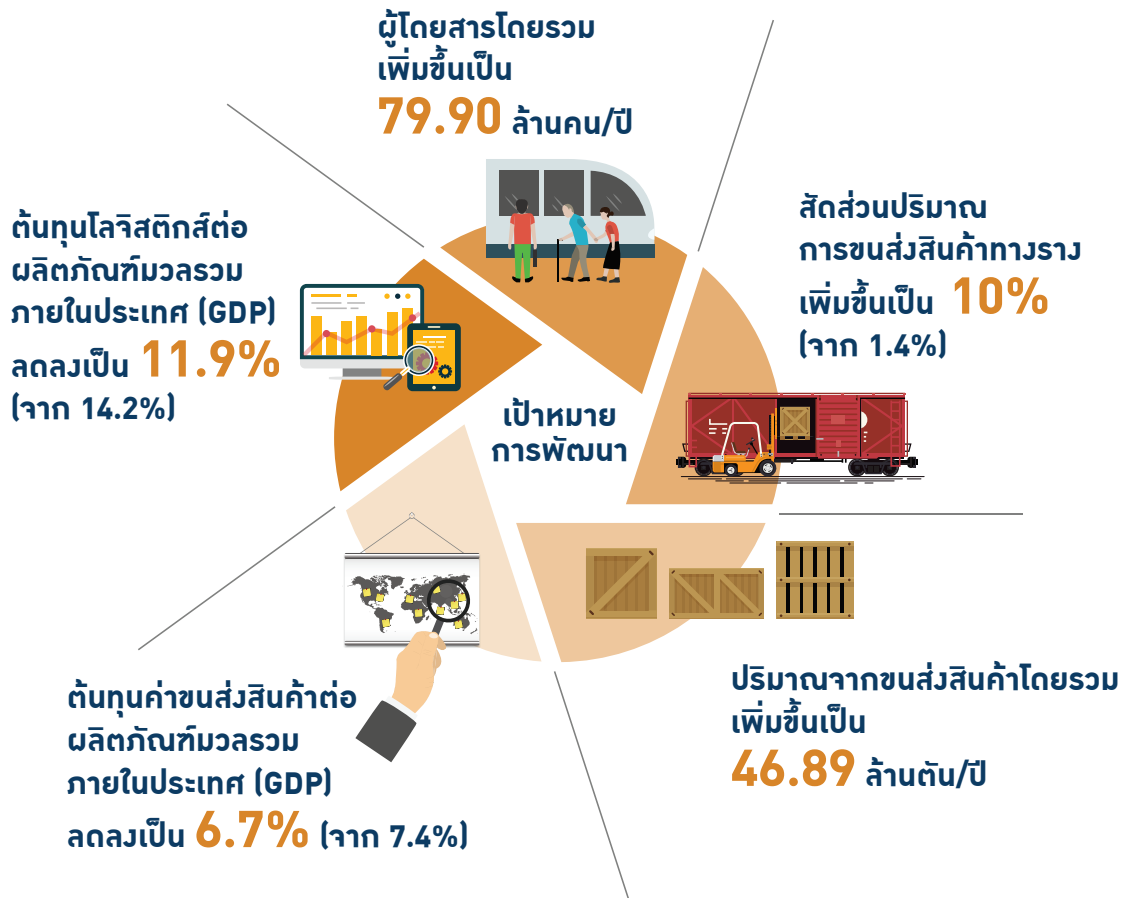 ผู้โดยสารโดยรวม
เพิ่มขึ้นเป็น
79.90 ล้านคน/ปี
สัดส่วนปริมาณ
การขนส่งสินค้าทางราง
เพิ่มขึ้นเป็น 10%
(จาก 1.4%)
ต้นทุนโลจิสติกส์ต่อ
ผลิตภัณฑ์มวลรวม
ภายในประเทศ (GDP)
ลดลงเป็น 11.9%
(จาก 14.2%)
เป้าหมาย
การพัฒนา
ปริมาณจากขนส่งสินค้าโดยรวม
เพิ่มขึ้นเป็น
46.89 ล้านตัน/ปี
ต้นทุนค่าขนส่งสินค้าต่อ
ผลิตภัณฑ์มวลรวม
ภายในประเทศ (GDP)
ลดลงเป็น 6.7% (จาก 7.4%)